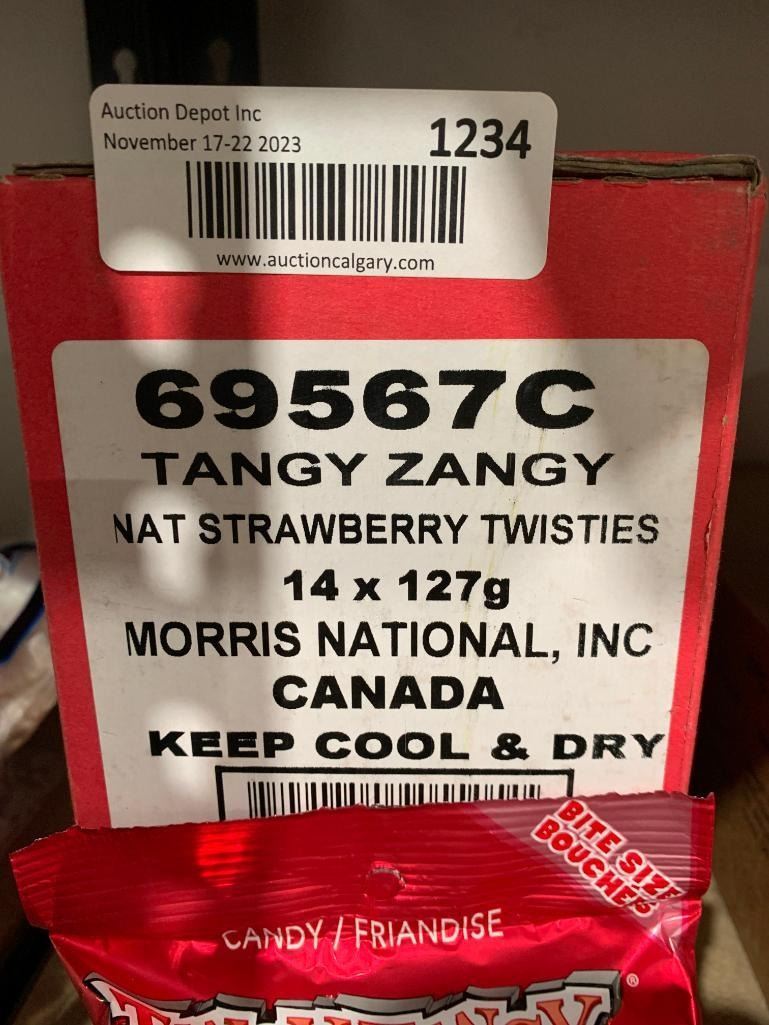 Auction Depot Inc
November 17-22 2023
1234
www.auctioncalgary.com
69567C
TANGY ZANGY
NAT STRAWBERRY TWISTIES
14 x 127g
MORRIS NATIONAL, INC
CANADA
KEEP COOL & DRY
BITE SIZE
BOUCHÉES
CANDY / FRIANDISE